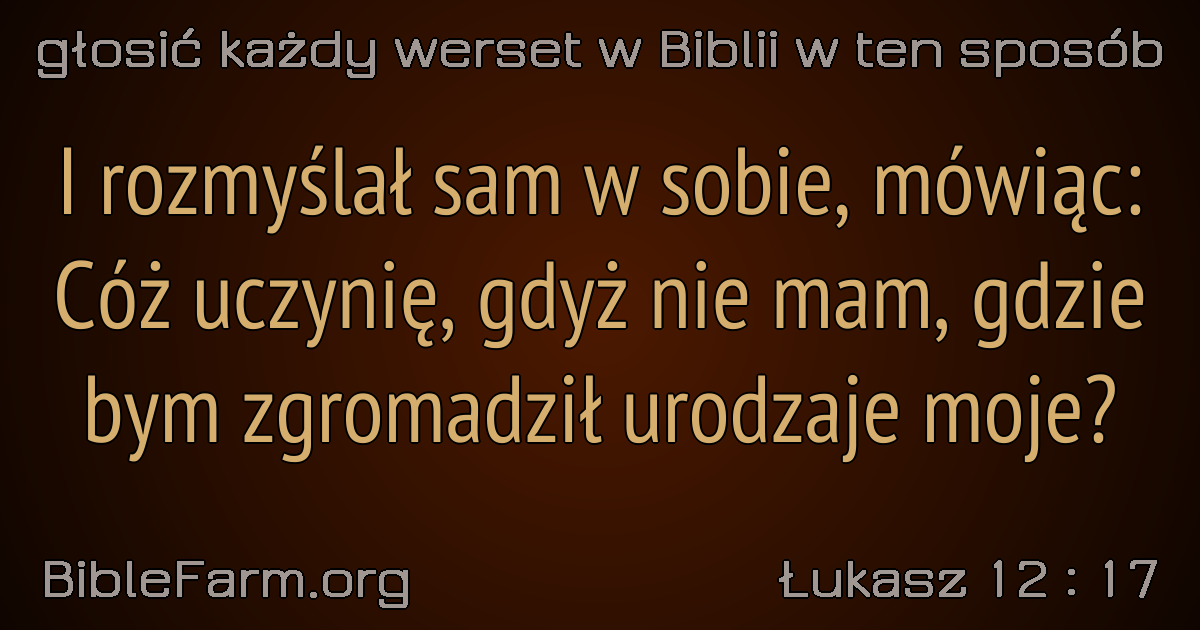 głosić każdy werset w Biblii w ten sposób
I rozmyślał sam w sobie, mówiąc:
Cóż uczynię, gdyż nie mam, gdzie
bym zgromadził urodzaje moje?
BibleFarm.org
Łukasz 12 : 17